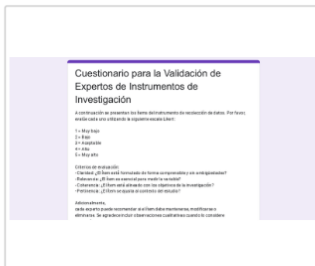 Cuestionario para la Validación de
Expertos de Instrumentos de
Investigación
A continuación se presentan los ítems del instrumento de recolección de datos. Por favor,
evalúe cada uno utilizando la siguiente escala Likert:
1 = Muy bajo
2 = Bajo
3 = Aceptable
4 = Alto
5 = Muy alto
Criterios de evaluación:
- Claridad: ¿El ítem está formulado de forma comprensible y sin ambigüedades?
- Relevancia: ¿El ítem es esencial para medir la variable?
- Coherencia: ¿El ítem está alineado con los objetivos de la investigación?
- Pertinencia: ¿El ítem se ajusta al contexto del estudio?
Adicionalmente,
cada experto puede recomendar si el ítem debe mantenerse, modificarse o
eliminarse. Se agradece incluir observaciones cualitativas cuando lo considere